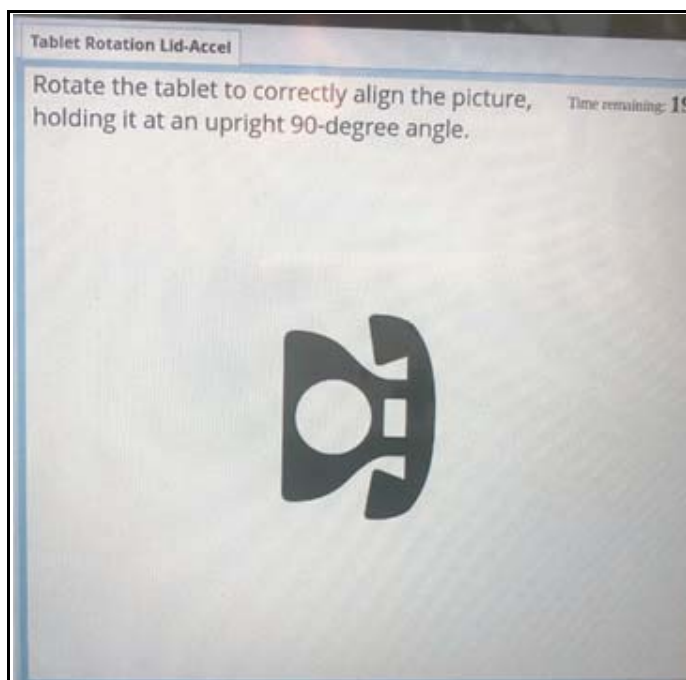 Tablet Rotation Lid-Accel
Rotate the tablet to correctly align the picture,
holding it at an upright 90-degree angle.
Time remaining: